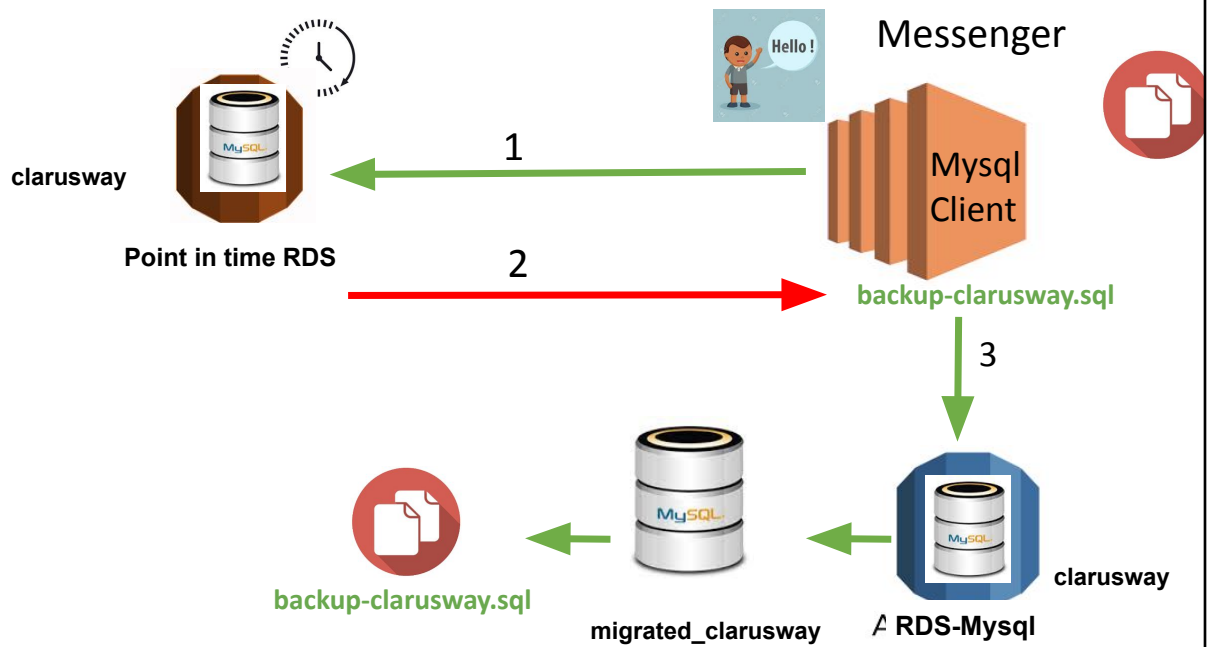 Messenger
Hello !
MySQL
1
Mysql
Client
clarusway
Point in time RDS
2
backup-clarusway.sql
3
MySQL
MySQL
clarusway
backup-clarusway.sql
migrated_clarusway
RDS-Mysql